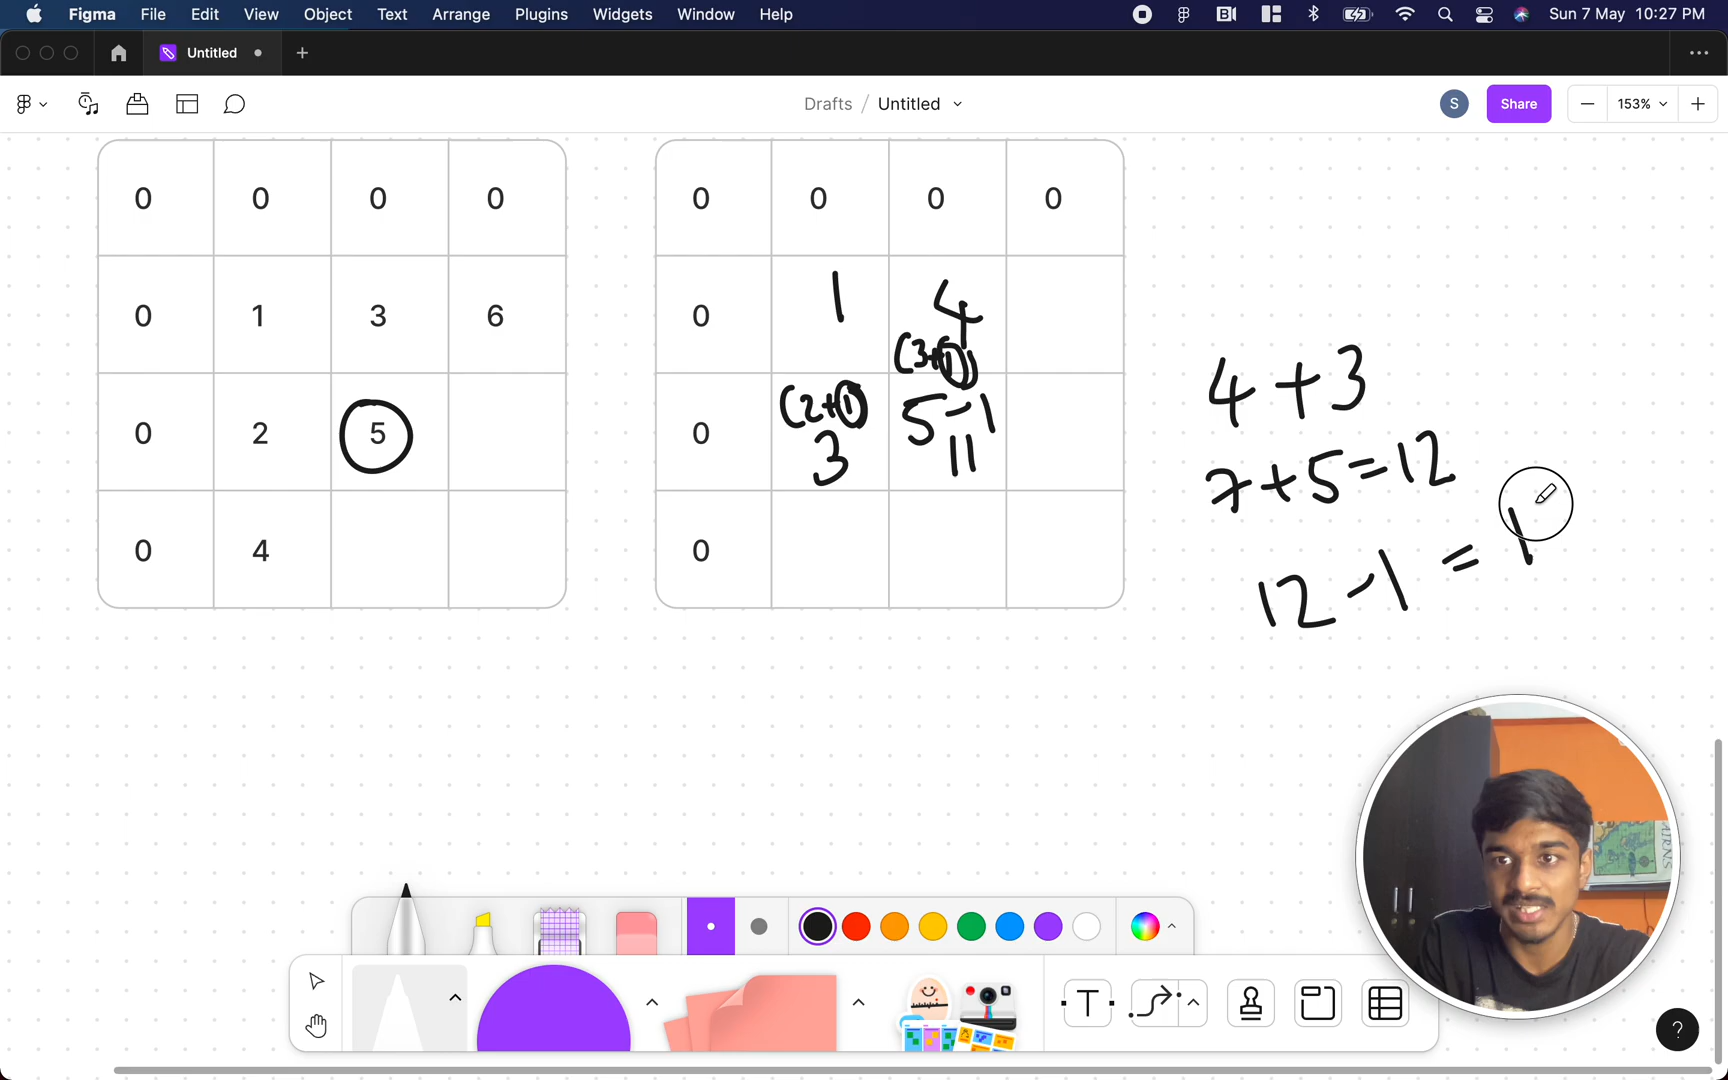 Figma File Edit View Object Text Arrange Plugins Widgets Window Help Sun 7 May 10:27 PM
Untitled
Drafts / Untitled S Share 153%
0 0 0 0
0 1 3 6
0 2 5
0 4
0 0 0 0
0 1 4
(3+1)
0 (2+1) 5-1
3 11
0
4+3
7+5=12
12-1 = 1
T
?